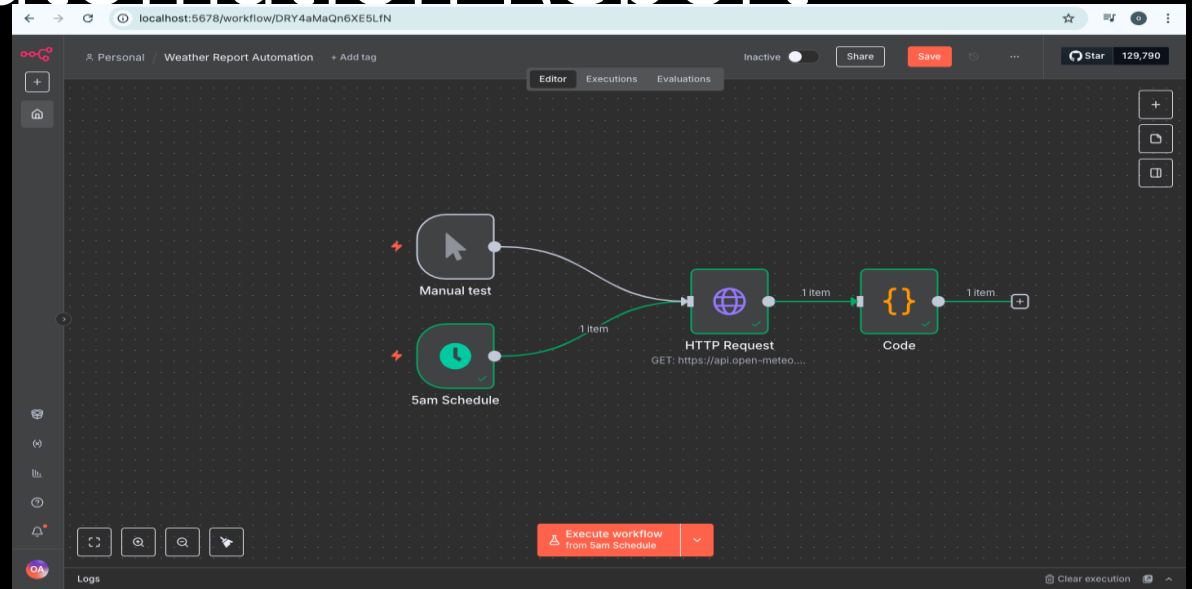 localhost:5678/workflow/DRY4aMaQn6XE5LfN
Personal / Weather Report Automation + Add tag
Inactive
Share
Save
...
Star 129,790
Editor Executions Evaluations
Manual test
1 item
5am Schedule
HTTP Request
GET: https://api.open-meteo....
1 item
{}
Code
1 item
Execute workflow
from 5am Schedule
OA
Logs
Clear execution